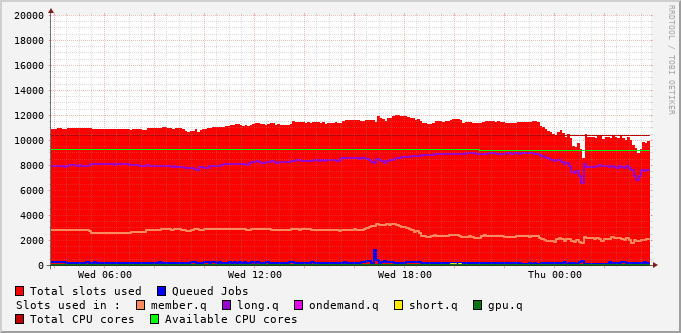 20000
18000
16000
14000
12000
10000
8000
6000
4000
2000
0
Wed 06:00 Wed 12:00 Wed 18:00 Thu 00:00
RRDTOOL / TOBI OETIKER
Total slots used Queued Jobs
Slots used in : member.q long.q ondemand.q short.q gpu.q
Total CPU cores Available CPU cores